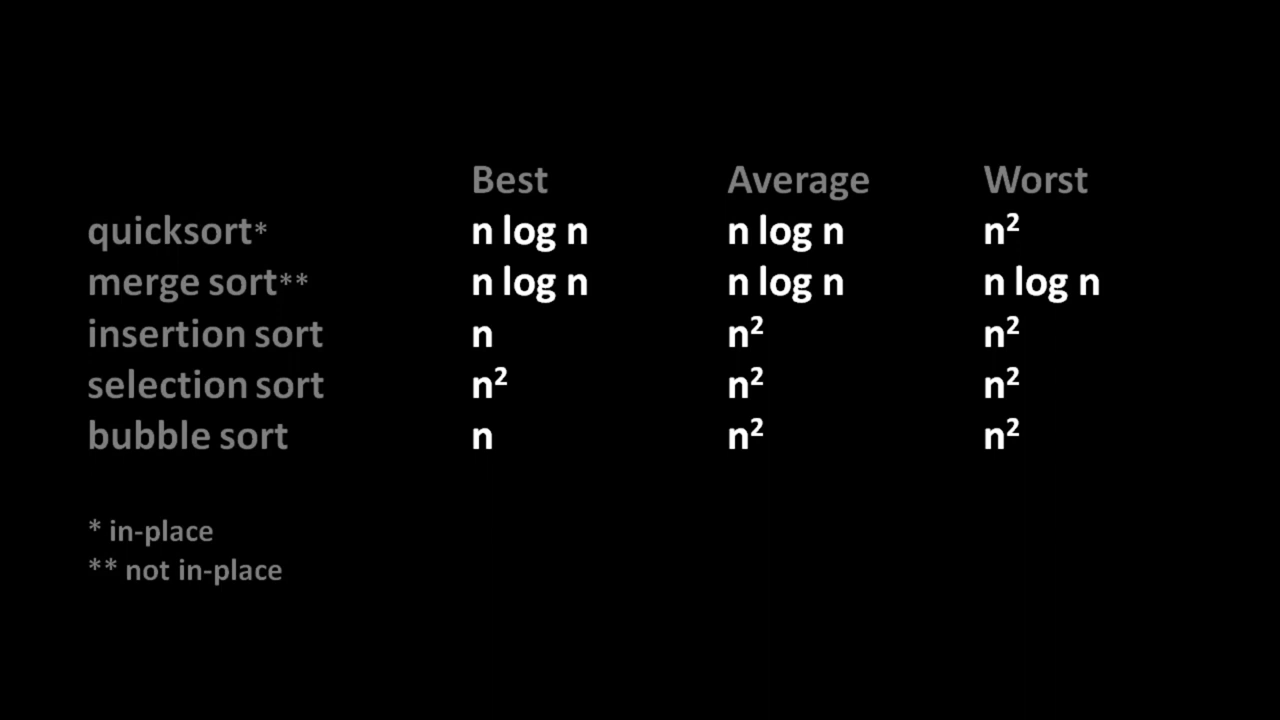 Best Average Worst
quicksort* n log n n log n n²
merge sort** n log n n log n n log n
insertion sort n n² n²
selection sort n² n² n²
bubble sort n n² n²
* in-place
** not in-place